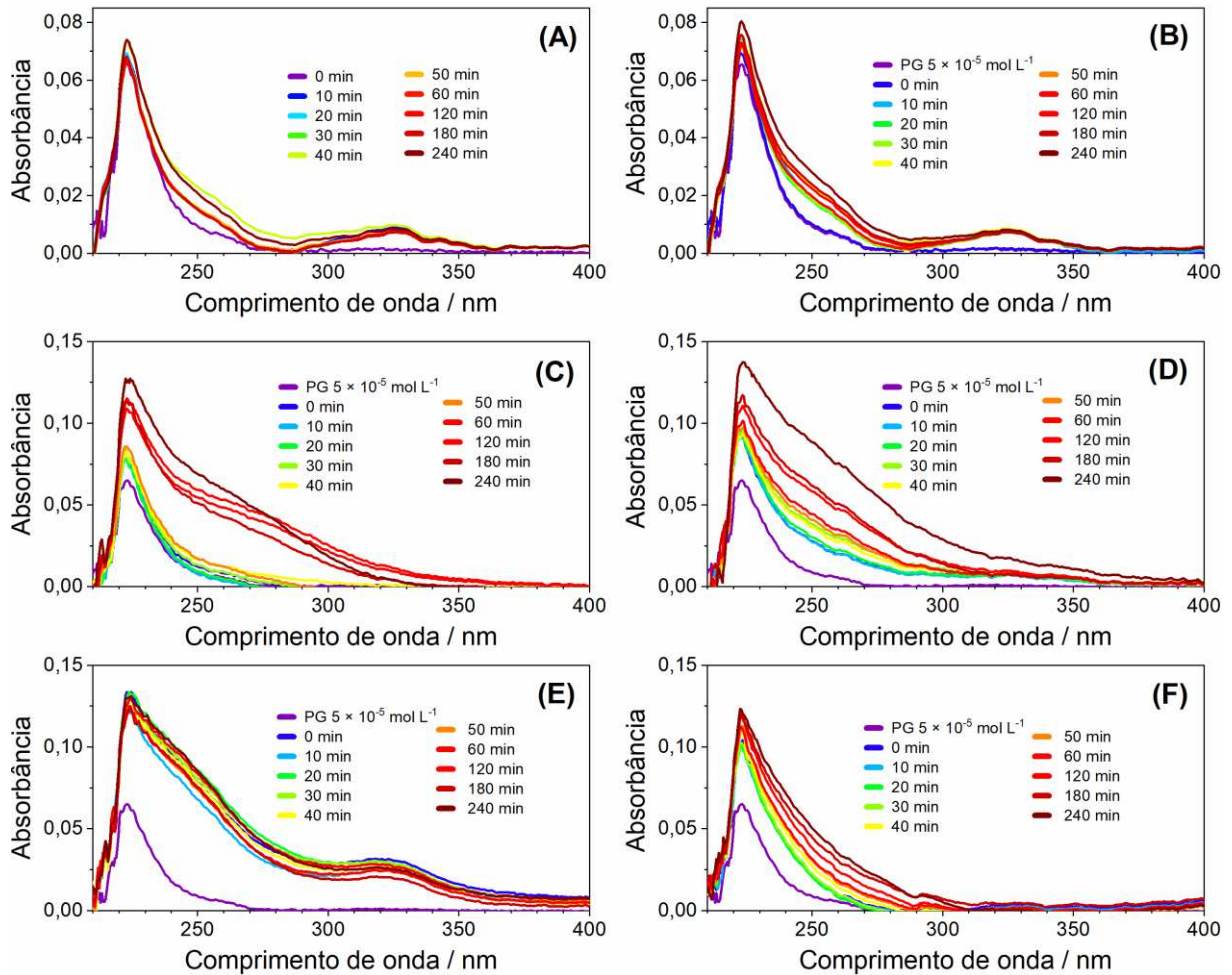 0,08
0,06
0,04
0,02
0,00
Absorbância
(A)
0 min
10 min
20 min
30 min
40 min
50 min
60 min
120 min
180 min
240 min
250
300
350
400
Comprimento de onda / nm
0,08
0,06
0,04
0,02
0,00
Absorbância
(B)
PG 5 × 10⁻⁵ mol L⁻¹
0 min
10 min
20 min
30 min
40 min
50 min
60 min
120 min
180 min
240 min
250
300
350
400
Comprimento de onda / nm
0,15
0,10
0,05
0,00
Absorbância
(C)
PG 5 × 10⁻⁵ mol L⁻¹
0 min
10 min
20 min
30 min
40 min
50 min
60 min
120 min
180 min
240 min
250
300
350
400
Comprimento de onda / nm
0,15
0,10
0,05
0,00
Absorbância
(D)
PG 5 × 10⁻⁵ mol L⁻¹
0 min
10 min
20 min
30 min
40 min
50 min
60 min
120 min
180 min
240 min
250
300
350
400
Comprimento de onda / nm
0,15
0,10
0,05
0,00
Absorbância
(E)
PG 5 × 10⁻⁵ mol L⁻¹
0 min
10 min
20 min
30 min
40 min
50 min
60 min
120 min
180 min
240 min
250
300
350
400
Comprimento de onda / nm
0,15
0,10
0,05
0,00
Absorbância
(F)
PG 5 × 10⁻⁵ mol L⁻¹
0 min
10 min
20 min
30 min
40 min
50 min
60 min
120 min
180 min
240 min
250
300
350
400
Comprimento de onda / nm